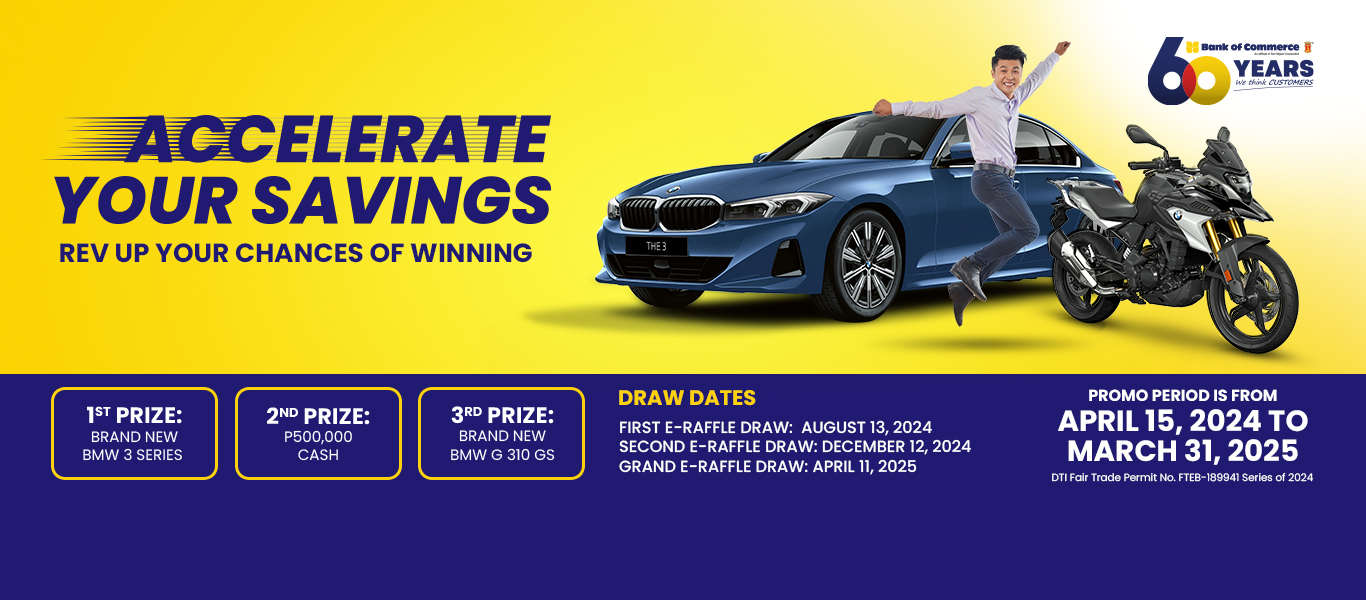 60
Bank of Commerce
YEARS
We think CUSTOMERS
ACCELERATE
YOUR SAVINGS
REV UP YOUR CHANCES OF WINNING
THE 3
1ST PRIZE:
BRAND NEW
BMW 3 SERIES
2ND PRIZE:
P500,000
CASH
3RD PRIZE:
BRAND NEW
BMW G 310 GS
DRAW DATES
FIRST E-RAFFLE DRAW: AUGUST 13, 2024
SECOND E-RAFFLE DRAW: DECEMBER 12, 2024
GRAND E-RAFFLE DRAW: APRIL 11, 2025
PROMO PERIOD IS FROM
APRIL 15, 2024 TO
MARCH 31, 2025
DTI Fair Trade Permit No. FTEB-189941 Series of 2024